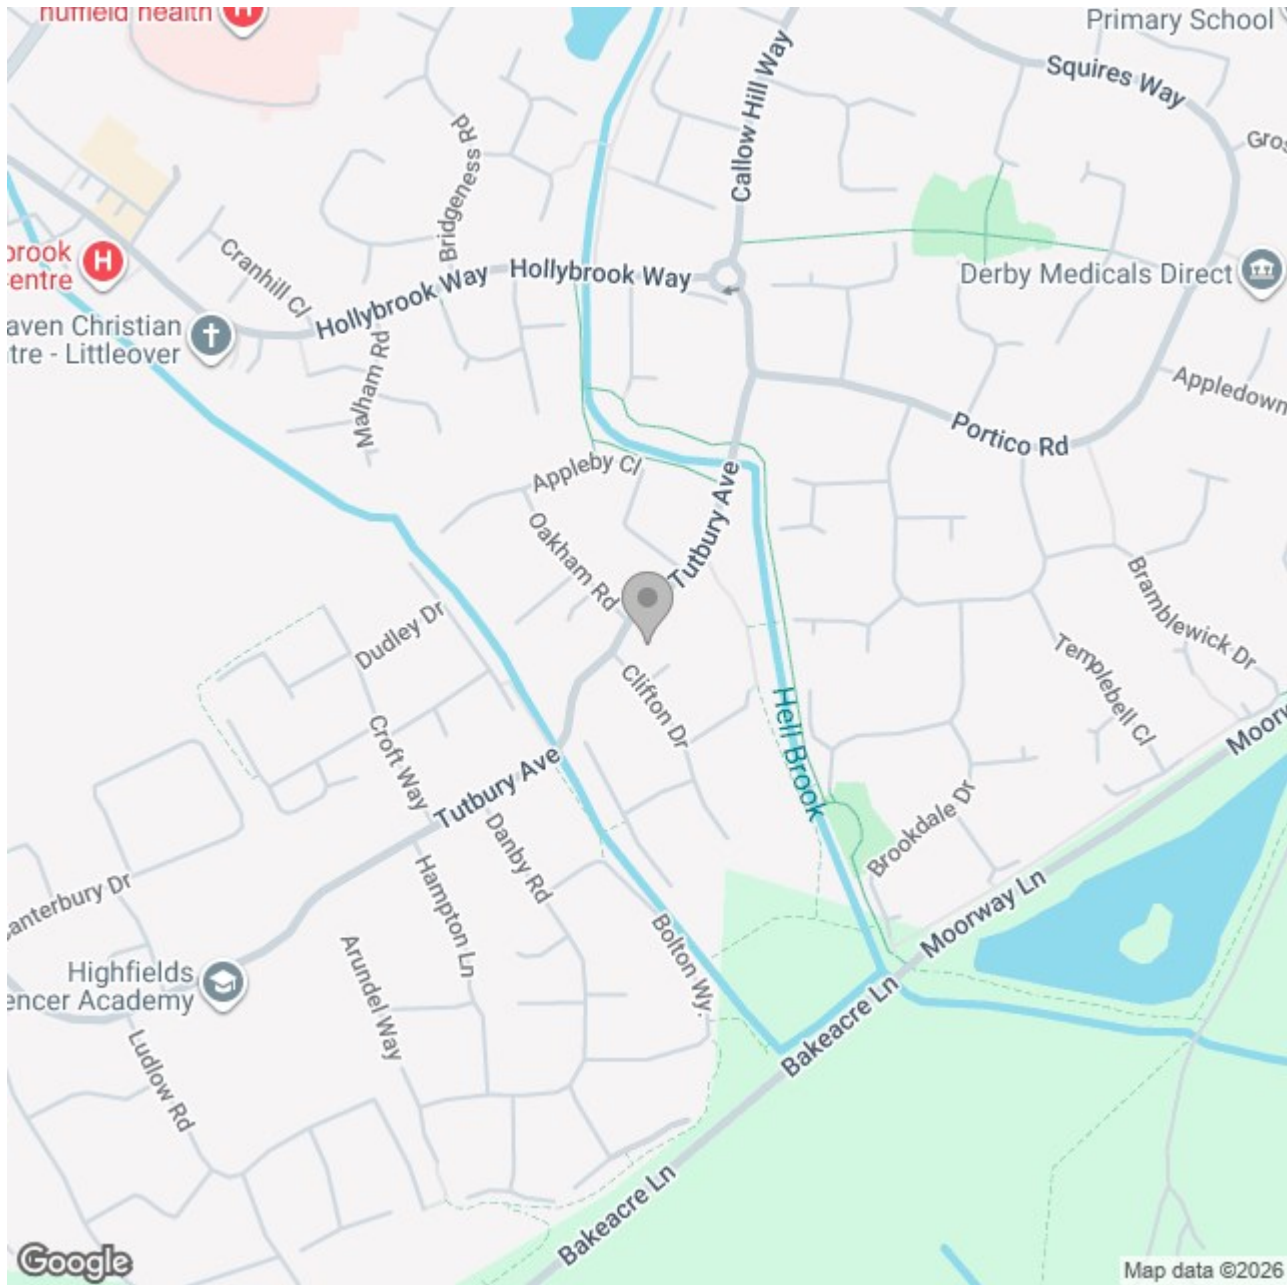 nuffield health
Primary School
Squires Way
Callow Hill Way
Bridgeness Rd
Gros
brook
entre
Cranhill Cl
Hollybrook Way
Hollybrook Way
Derby Medicals Direct
aven Christian
tre - Littleover
Malham Rd
Appledown
Portico Rd
Appleby Cl
Tutbury Ave
Oakham Rd
Bramblewick Dr
Dudley Dr
Templebell Cl
Clifton Dr
Hell Brook
Moorw
Croft Way
Tutbury Ave
Danby Rd
Brookdale Dr
Canterbury Dr
Hampton Ln
Moorway Ln
Bolton Wy.
Arundel Way
Highfields
encer Academy
Bakeacre Ln
Ludlow Rd
Bakeacre Ln
Google
Map data ©2026